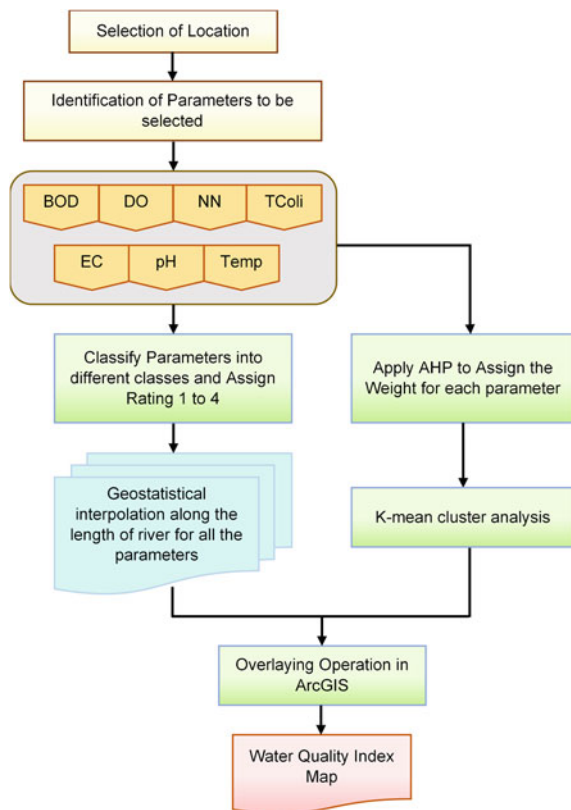 Selection of Location
Identification of Parameters to be
selected
BOD DO NN TColi
EC pH Temp
Classify Parameters into
different classes and Assign
Rating 1 to 4
Apply AHP to Assign the
Weight for each parameter
Geostatistical
interpolation along the
length of river for all the
parameters
K-mean cluster analysis
Overlaying Operation in
ArcGIS
Water Quality Index
Map